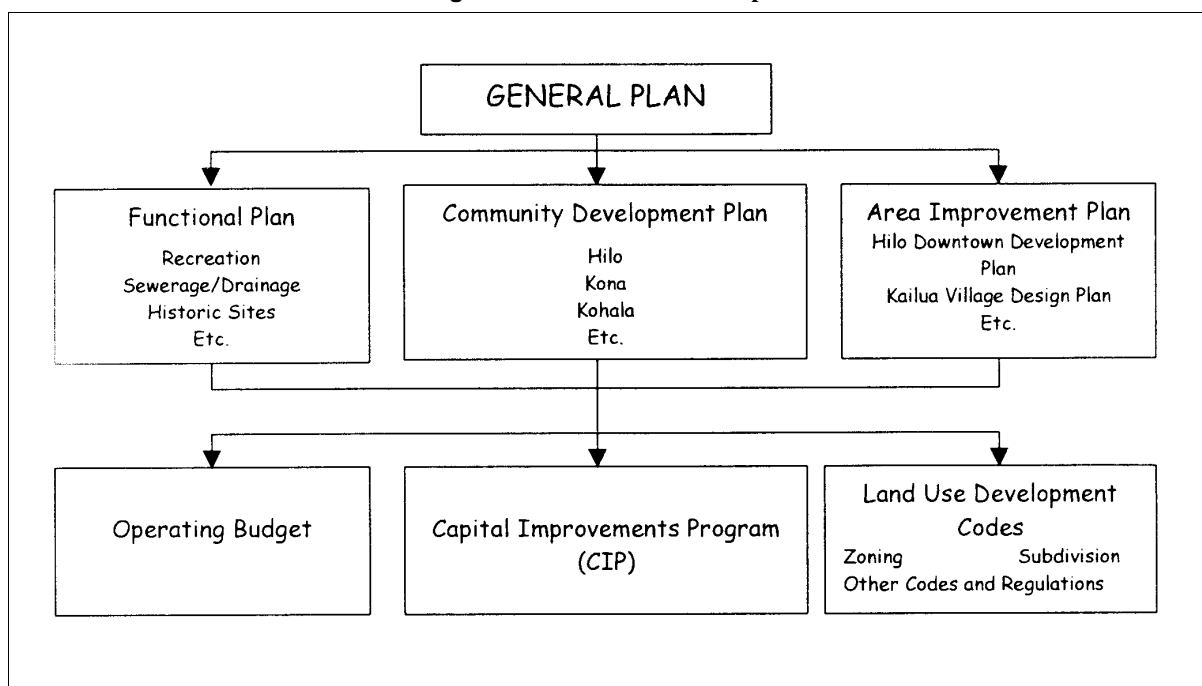 GENERAL PLAN
Functional Plan
Recreation
Sewerage/Drainage
Historic Sites
Etc.
Community Development Plan
Hilo
Kona
Kohala
Etc.
Area Improvement Plan
Hilo Downtown Development
Plan
Kailua Village Design Plan
Etc.
Operating Budget
Capital Improvements Program
(CIP)
Land Use Development
Codes
Zoning Subdivision
Other Codes and Regulations